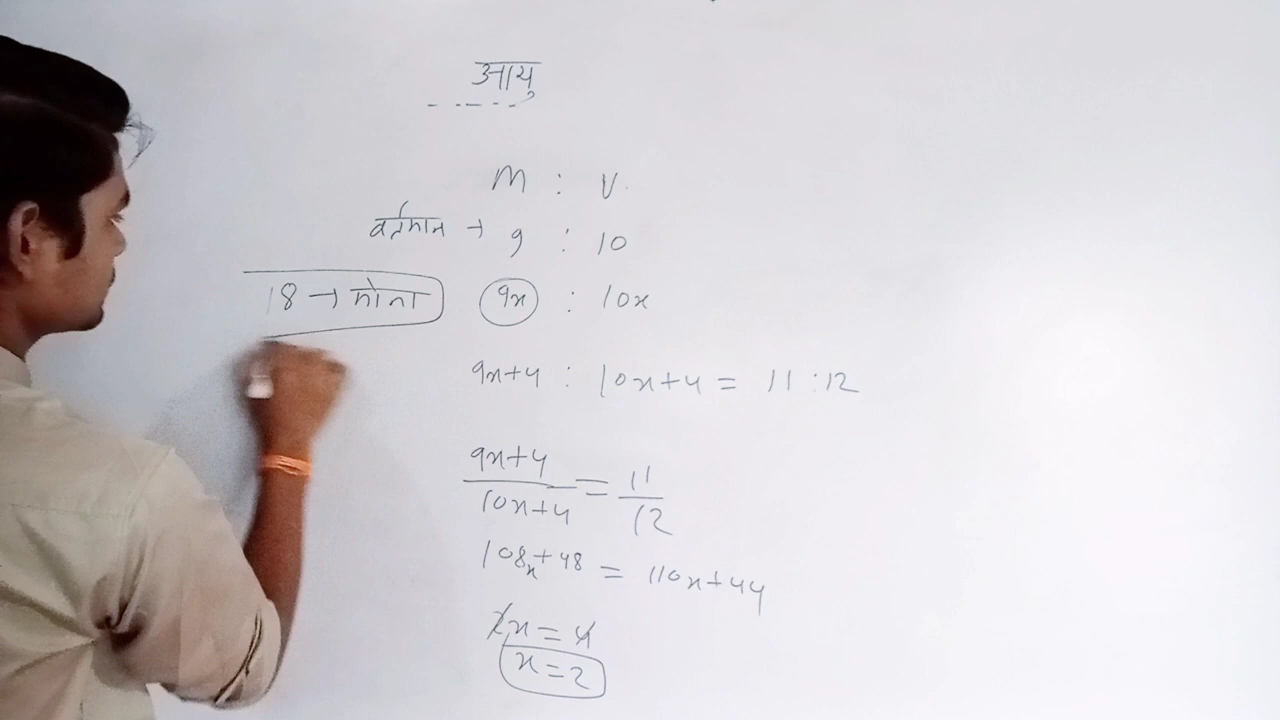 आयु
M : V
वर्तमान → 9 : 10
18 → मोना 9x : 10x
9x+4 : 10x+4 = 11 : 12
9x+4 / 10x+4 = 11 / 12
108x+48 = 110x+44
2x = 4
x = 2